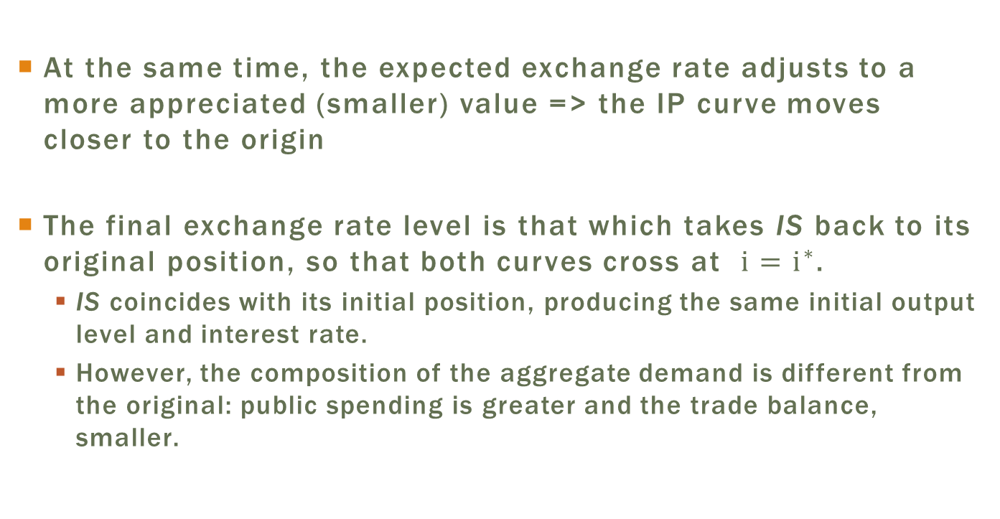 At the same time, the expected exchange rate adjusts to a
more appreciated (smaller) value => the IP curve moves
closer to the origin
The final exchange rate level is that which takes IS back to its
original position, so that both curves cross at i = i*.
IS coincides with its initial position, producing the same initial output
level and interest rate.
However, the composition of the aggregate demand is different from
the original: public spending is greater and the trade balance,
smaller.